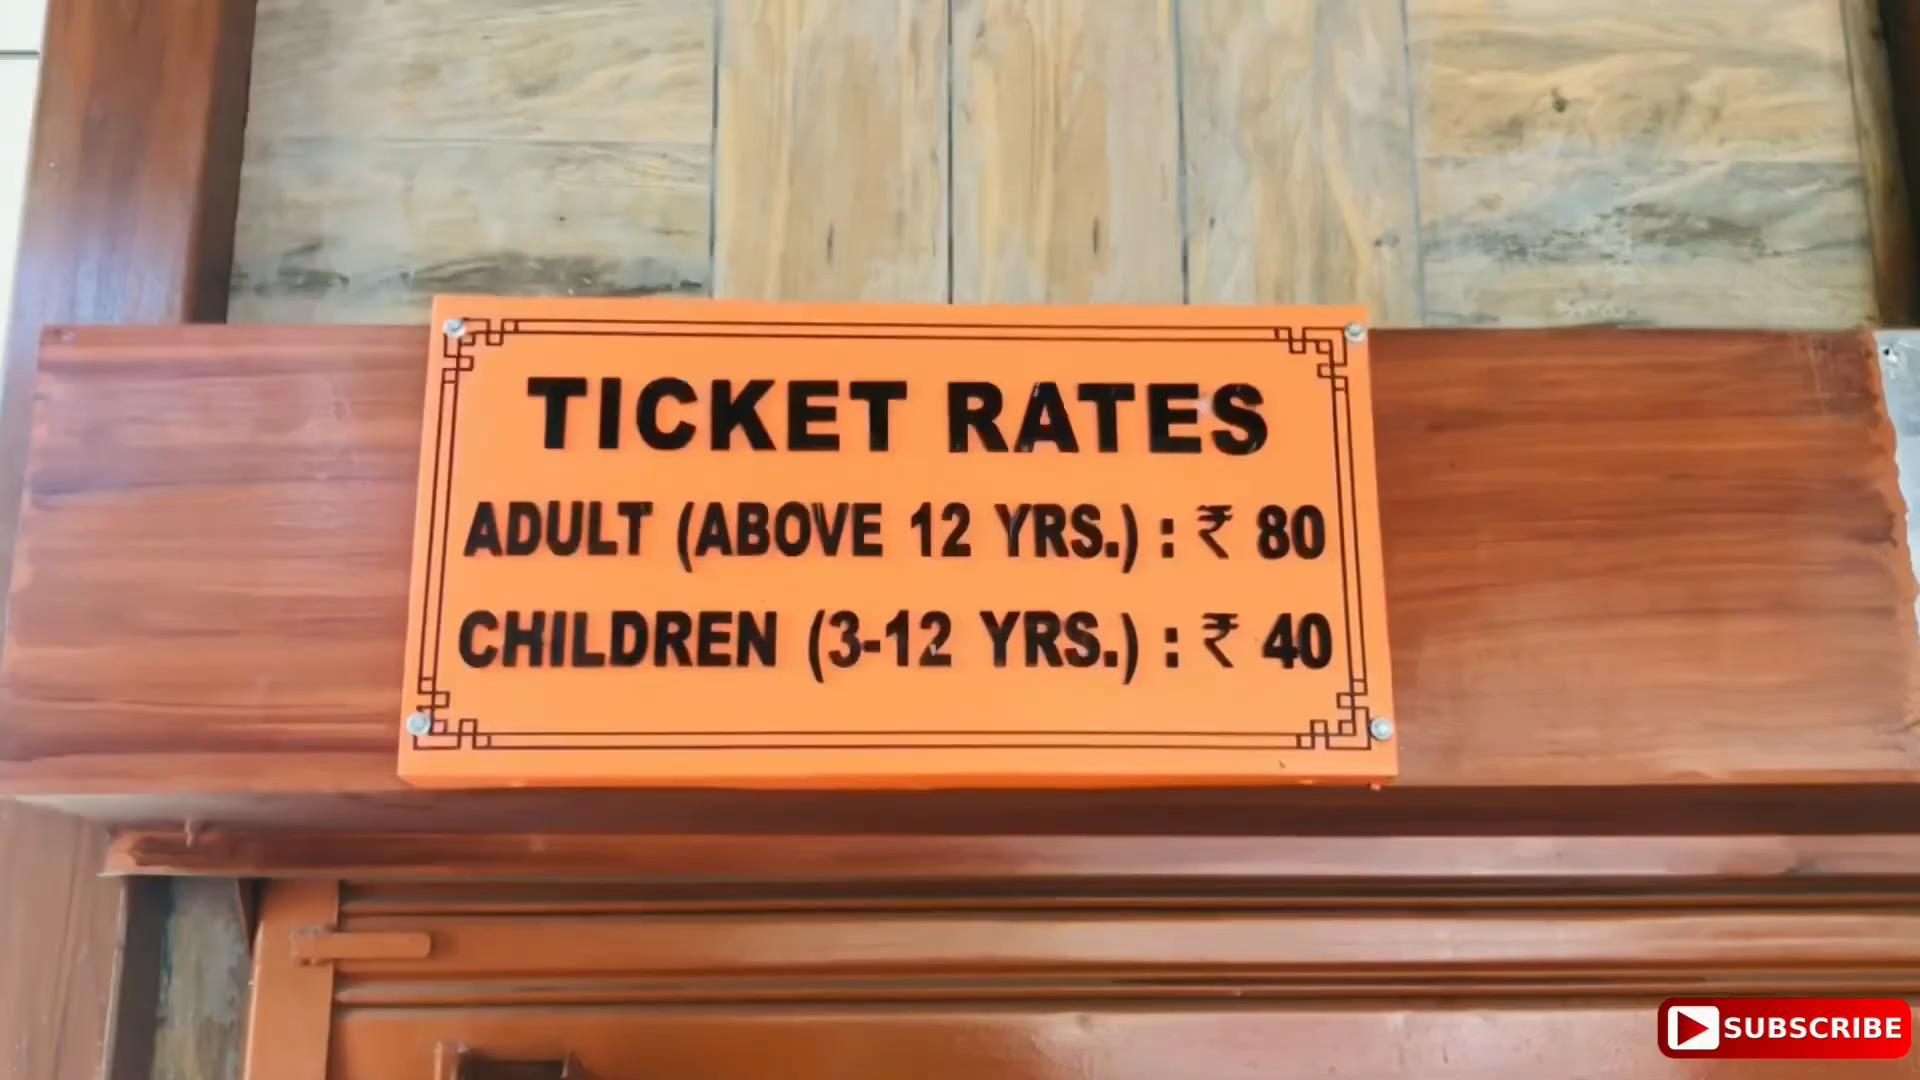 TICKET RATES
ADULT (ABOVE 12 YRS.) : ₹ 80
CHILDREN (3-12 YRS.) : ₹ 40
SUBSCRIBE